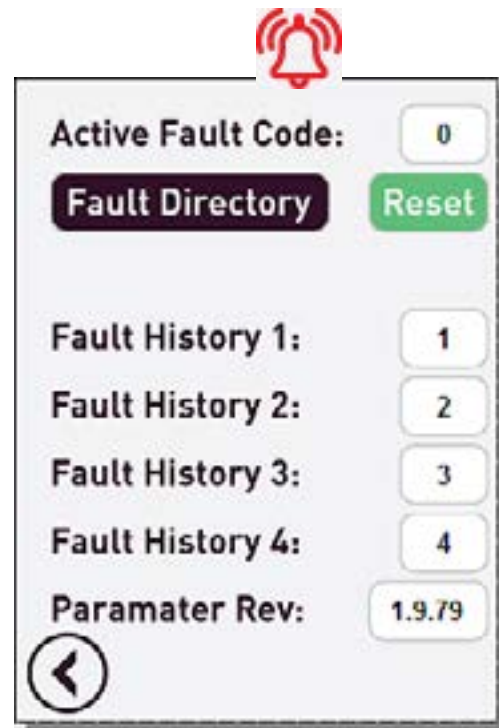 Active Fault Code: 0
Fault Directory Reset
Fault History 1: 1
Fault History 2: 2
Fault History 3: 3
Fault History 4: 4
Paramater Rev: 1.9.79